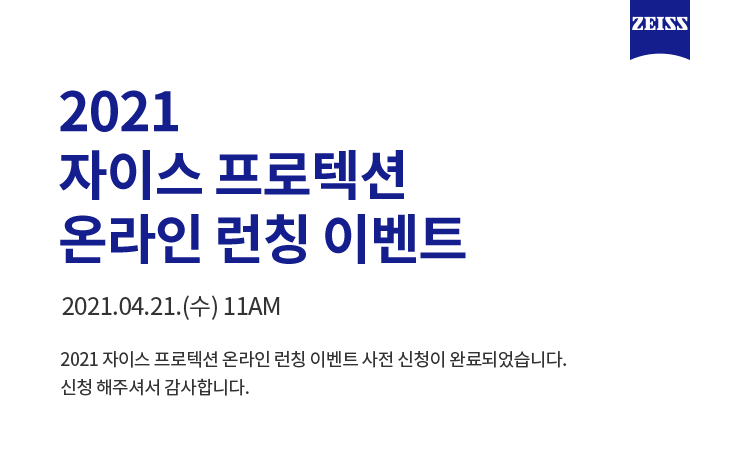 ZEISS
2021
자이스 프로텍션
온라인 런칭 이벤트
2021.04.21.(수) 11AM
2021 자이스 프로텍션 온라인 런칭 이벤트 사전 신청이 완료되었습니다.
신청 해주셔서 감사합니다.